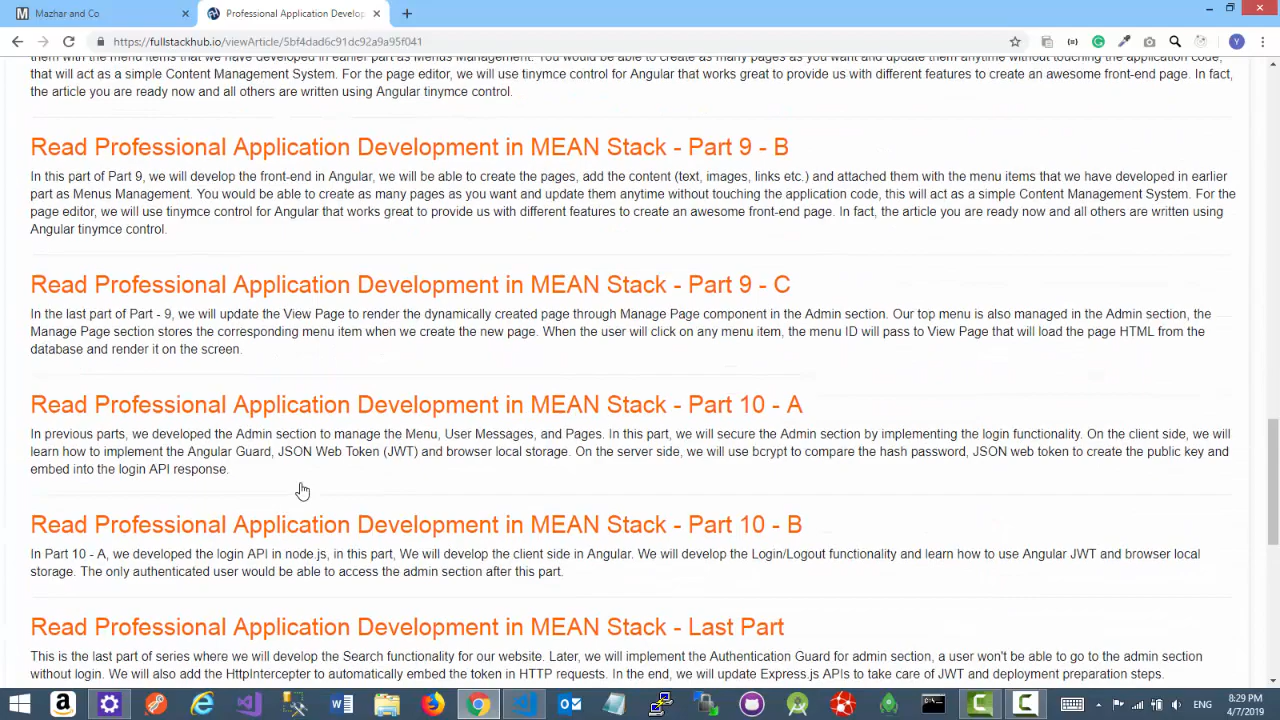 Mazhar and Co
Professional Application Develop
https://fullstackhub.io/viewArticle/5bf4dad6c91dc92a9a95f041
them with the menu items that we have developed in earlier part as Menus Management. You would be able to create as many pages as you want and update them anytime without touching the application code,
that will act as a simple Content Management System. For the page editor, we will use tinymce control for Angular that works great to provide us with different features to create an awesome front-end page. In fact,
the article you are ready now and all others are written using Angular tinymce control.
Read Professional Application Development in MEAN Stack - Part 9 - B
In this part of Part 9, we will develop the front-end in Angular, we will be able to create the pages, add the content (text, images, links etc.) and attached them with the menu items that we have developed in earlier
part as Menus Management. You would be able to create as many pages as you want and update them anytime without touching the application code, this will act as a simple Content Management System. For the
page editor, we will use tinymce control for Angular that works great to provide us with different features to create an awesome front-end page. In fact, the article you are ready now and all others are written using
Angular tinymce control.
Read Professional Application Development in MEAN Stack - Part 9 - C
In the last part of Part - 9, we will update the View Page to render the dynamically created page through Manage Page component in the Admin section. Our top menu is also managed in the Admin section, the
Manage Page section stores the corresponding menu item when we create the new page. When the user will click on any menu item, the menu ID will pass to View Page that will load the page HTML from the
database and render it on the screen.
Read Professional Application Development in MEAN Stack - Part 10 - A
In previous parts, we developed the Admin section to manage the Menu, User Messages, and Pages. In this part, we will secure the Admin section by implementing the login functionality. On the client side, we will
learn how to implement the Angular Guard, JSON Web Token (JWT) and browser local storage. On the server side, we will use bcrypt to compare the hash password, JSON web token to create the public key and
embed into the login API response.
Read Professional Application Development in MEAN Stack - Part 10 - B
In Part 10 - A, we developed the login API in node.js, in this part, We will develop the client side in Angular. We will develop the Login/Logout functionality and learn how to use Angular JWT and browser local
storage. The only authenticated user would be able to access the admin section after this part.
Read Professional Application Development in MEAN Stack - Last Part
This is the last part of series where we will develop the Search functionality for our website. Later, we will implement the Authentication Guard for admin section, a user won't be able to go to the admin section
without login. We will also add the HttpIntercepter to automatically embed the token in HTTP requests. In the end, we will update Express.js APIs to take care of JWT and deployment preparation steps.
ENG
8:29 PM
4/7/2019